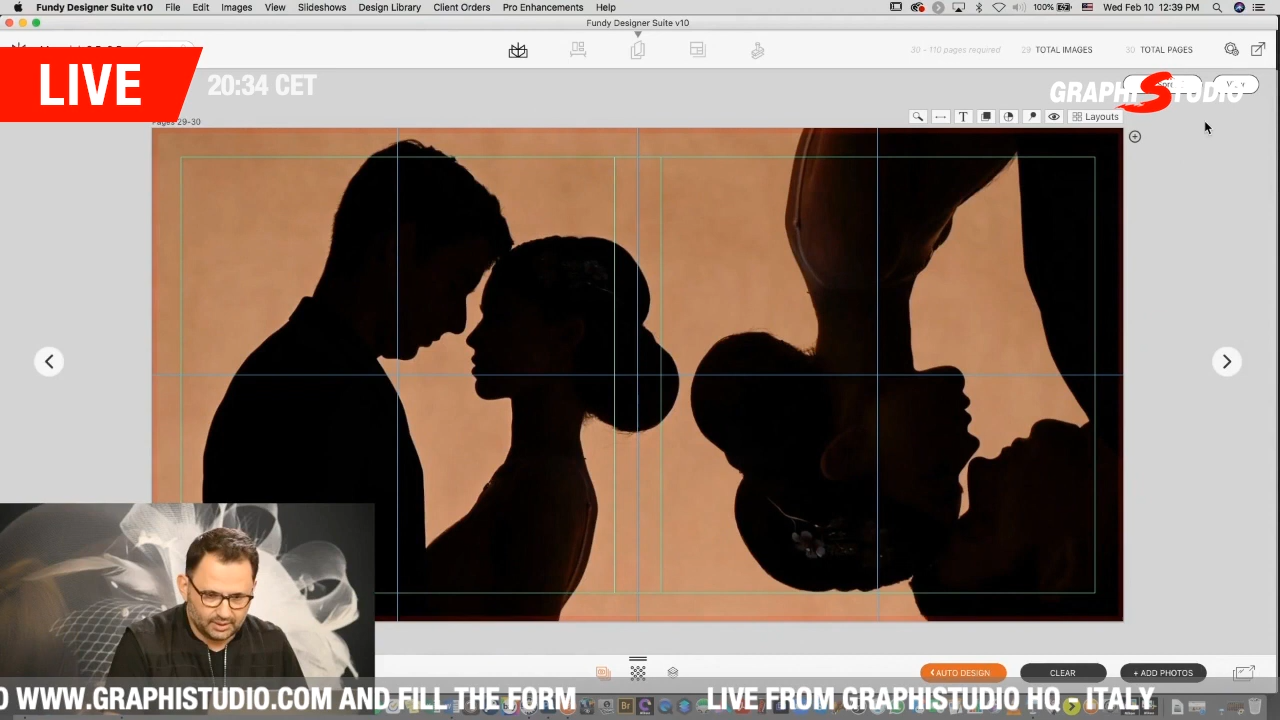 Fundy Designer Suite v10 File Edit Images View Slideshows Design Library Client Orders Pro Enhancements Help
100% Wed Feb 10 12:39 PM
Fundy Designer Suite v10
30 - 110 pages required 29 TOTAL IMAGES 30 TOTAL PAGES
LIVE
20:34 CET
GRAPHISTUDIO
Pages 29-30
T Layouts
AUTO DESIGN CLEAR + ADD PHOTOS
WWW.GRAPHISTUDIO.COM AND FILL THE FORM LIVE FROM GRAPHISTUDIO HQ - ITALY
Br